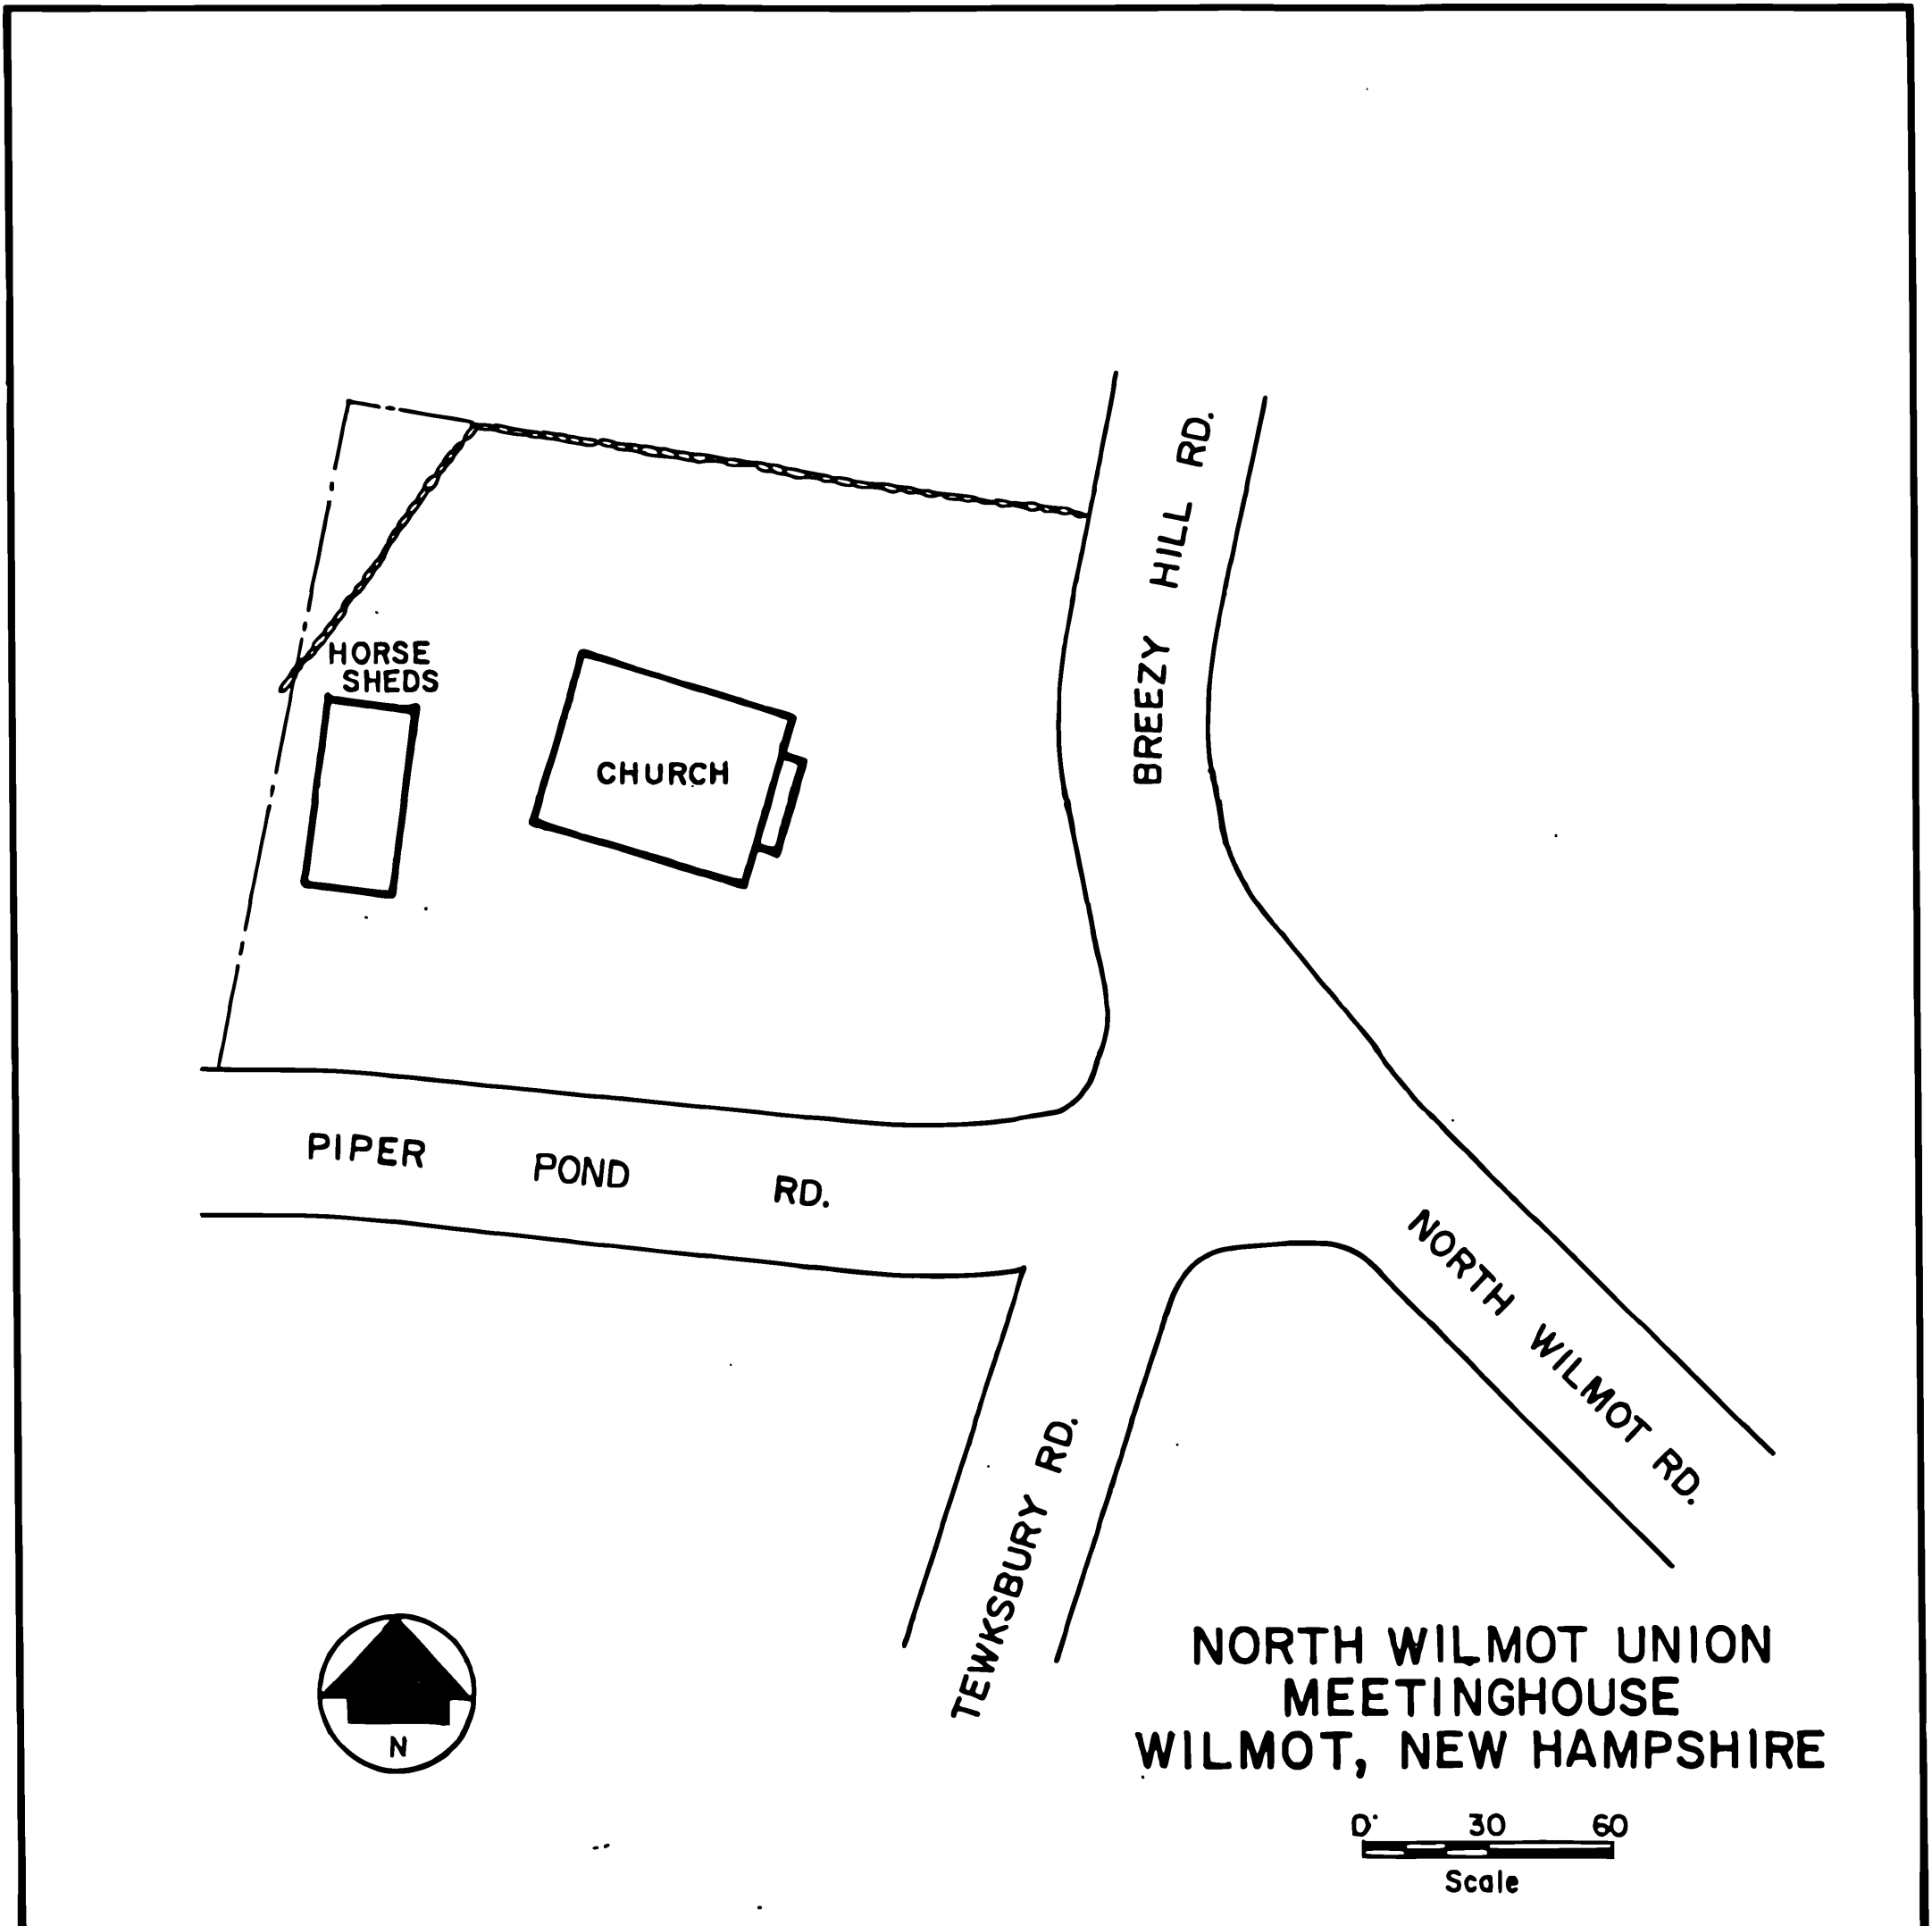 BREEZY HILL RD.
HORSE
SHEDS
CHURCH
PIPER POND RD.
NORTH WILMOT RD.
TEWKSBURY RD.
N
NORTH WILMOT UNION
MEETINGHOUSE
WILMOT, NEW HAMPSHIRE
0' 30 60
Scale